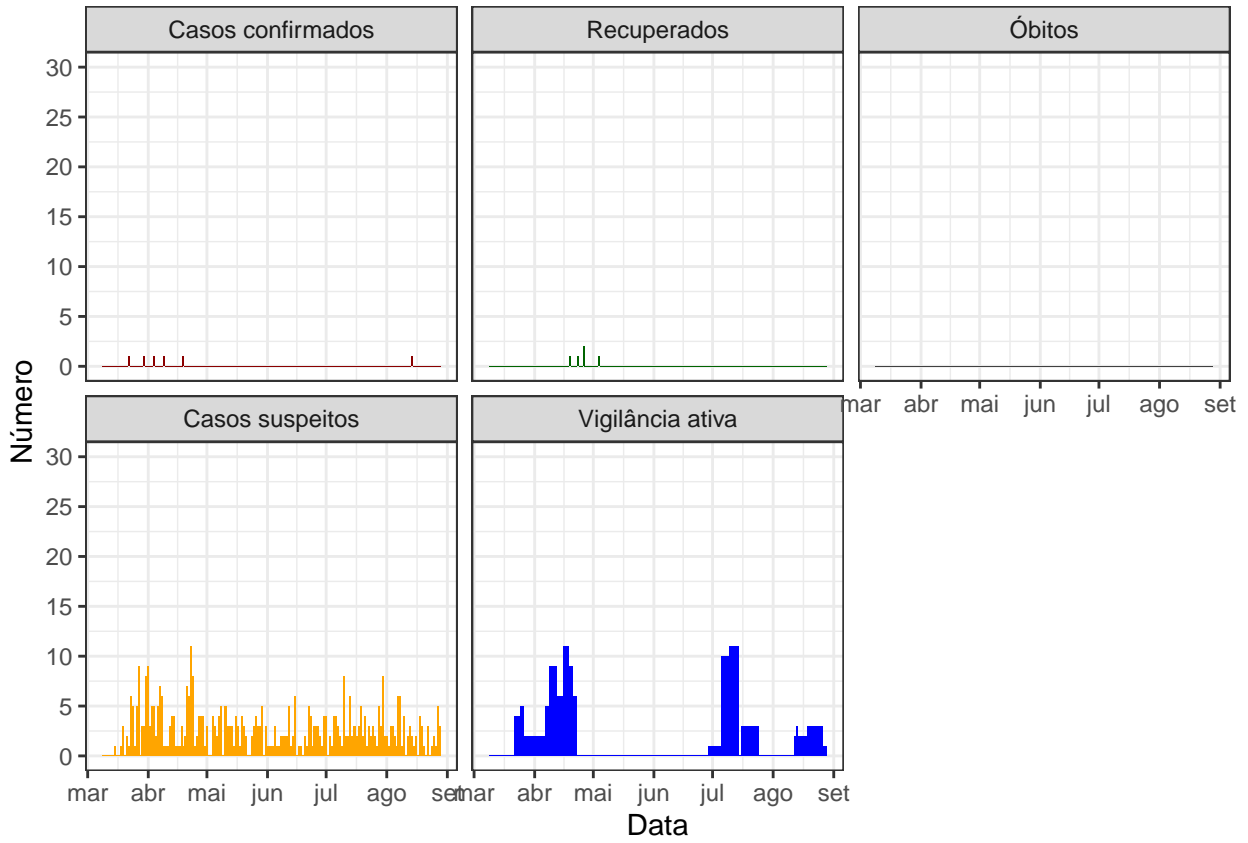 Casos confirmados Recuperados Óbitos
30
25
20
15
10
5
0
mar abr mai jun jul ago set
Número
Casos suspeitos Vigilância ativa
30
25
20
15
10
5
0
mar abr mai jun jul ago set mar abr mai jun jul ago set
Data